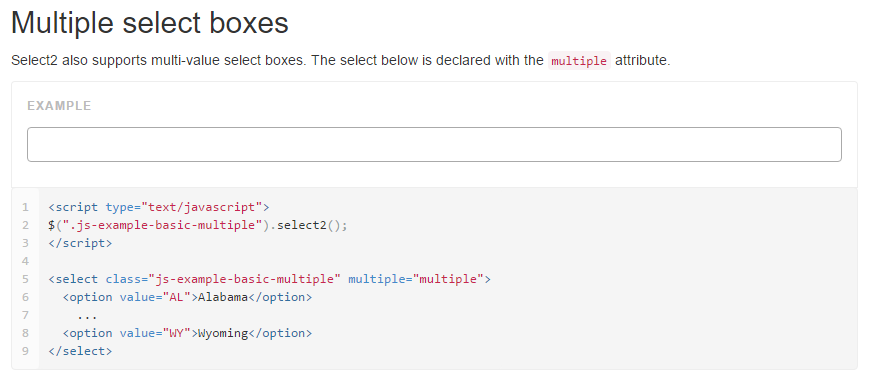 Multiple select boxes
Select2 also supports multi-value select boxes. The select below is declared with the multiple attribute.
EXAMPLE
1 <script type="text/javascript">
2 $(".js-example-basic-multiple").select2();
3 </script>
4
5 <select class="js-example-basic-multiple" multiple="multiple">
6   <option value="AL">Alabama</option>
7     ...
8   <option value="WY">Wyoming</option>
9 </select>